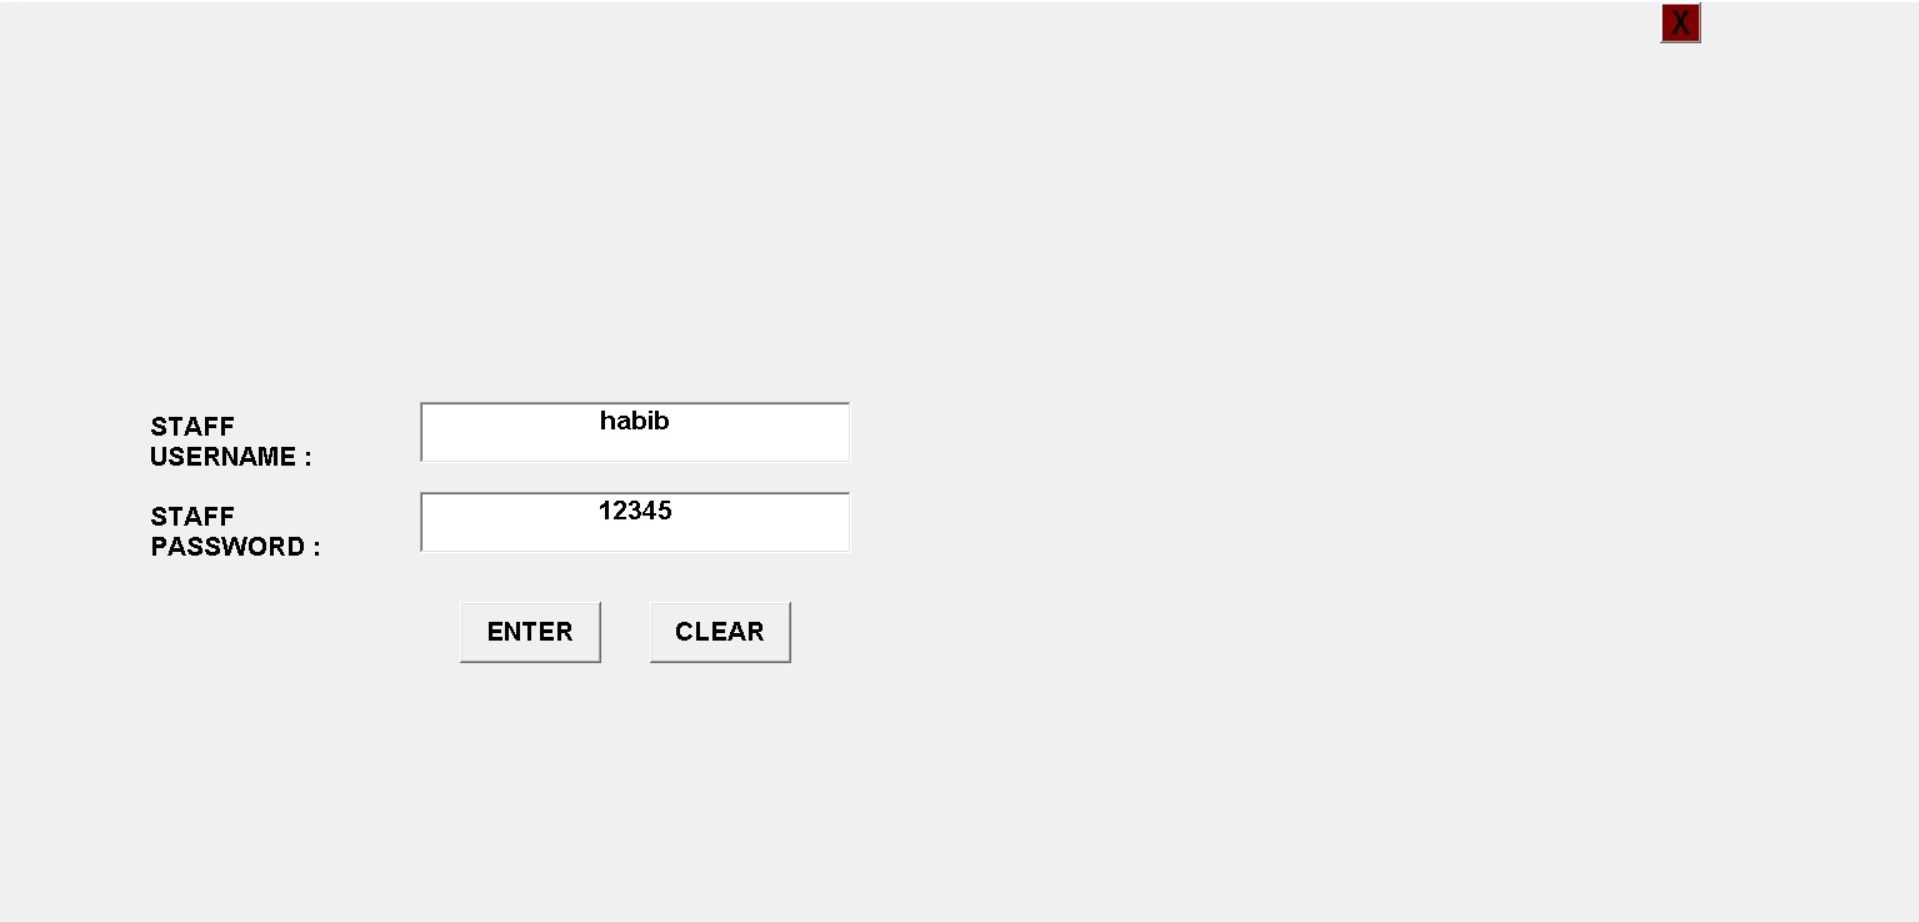 X
STAFF
USERNAME :
habib
STAFF
PASSWORD :
12345
ENTER
CLEAR